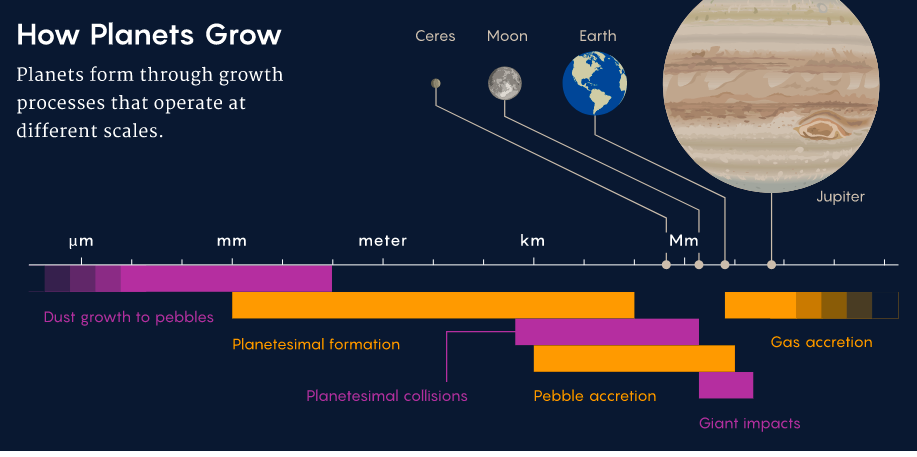 How Planets Grow
Planets form through growth
processes that operate at
different scales.
Ceres
Moon
Earth
Jupiter
μm
mm
meter
km
Mm
Dust growth to pebbles
Planetesimal formation
Planetesimal collisions
Pebble accretion
Gas accretion
Giant impacts